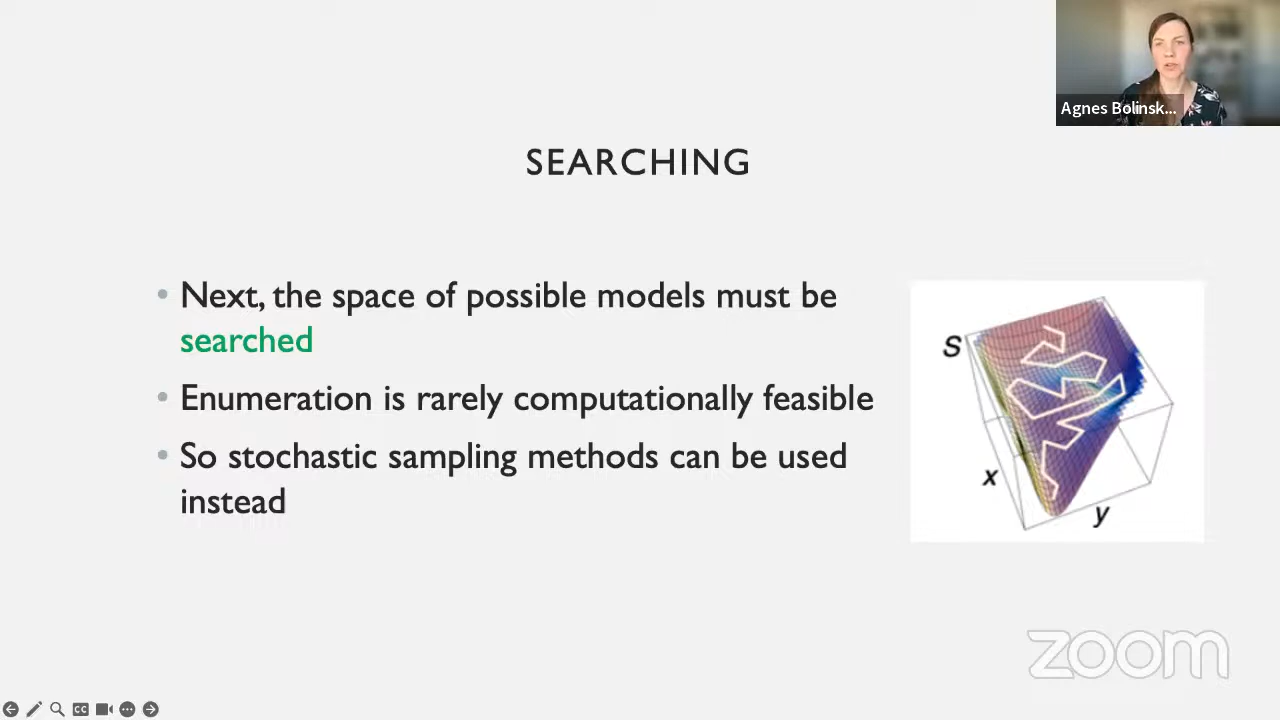 Agnes Bolinsk...
SEARCHING
Next, the space of possible models must be
searched
Enumeration is rarely computationally feasible
So stochastic sampling methods can be used
instead
S
x
y
zoom
CC